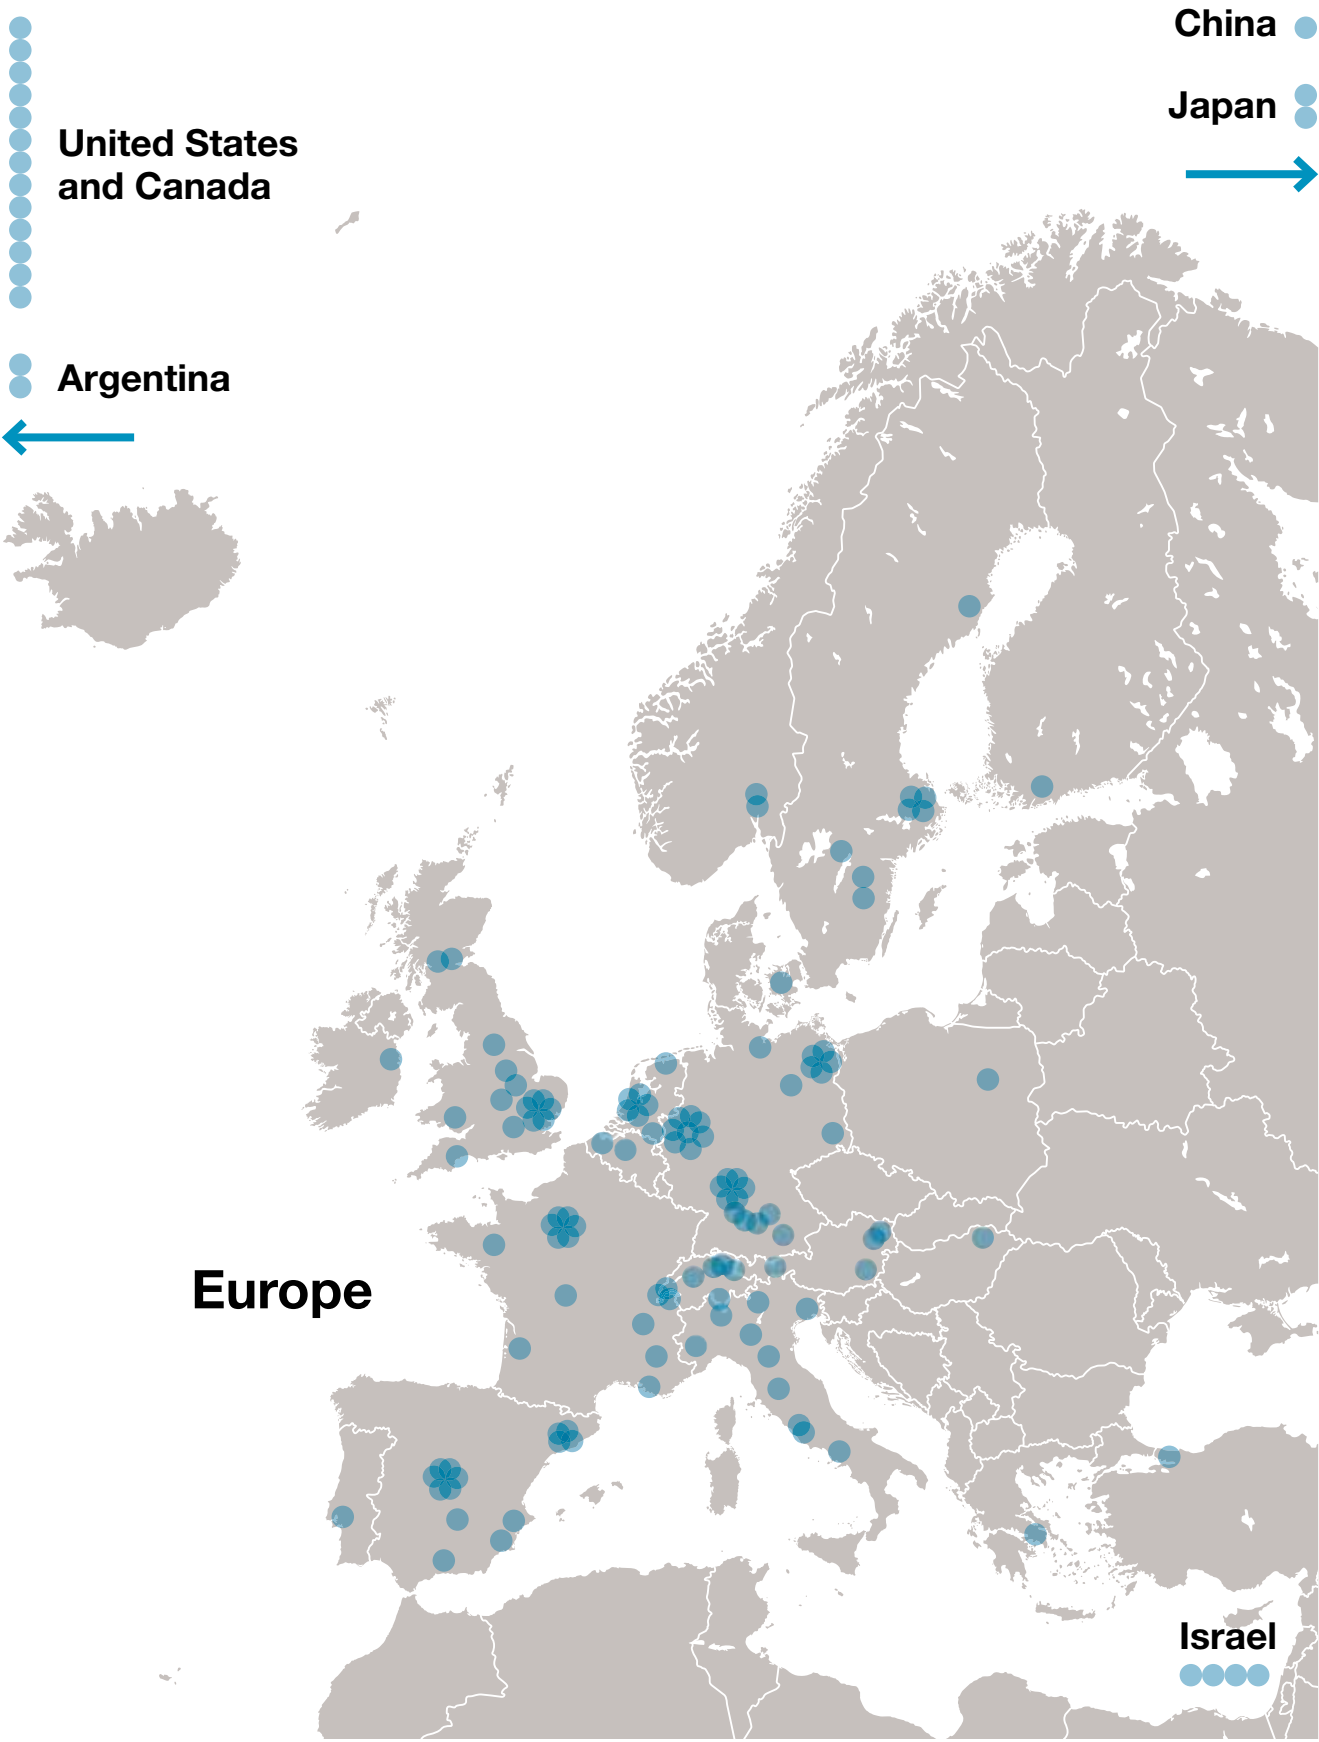 China
Japan
United States
and Canada
Argentina
Europe
Israel